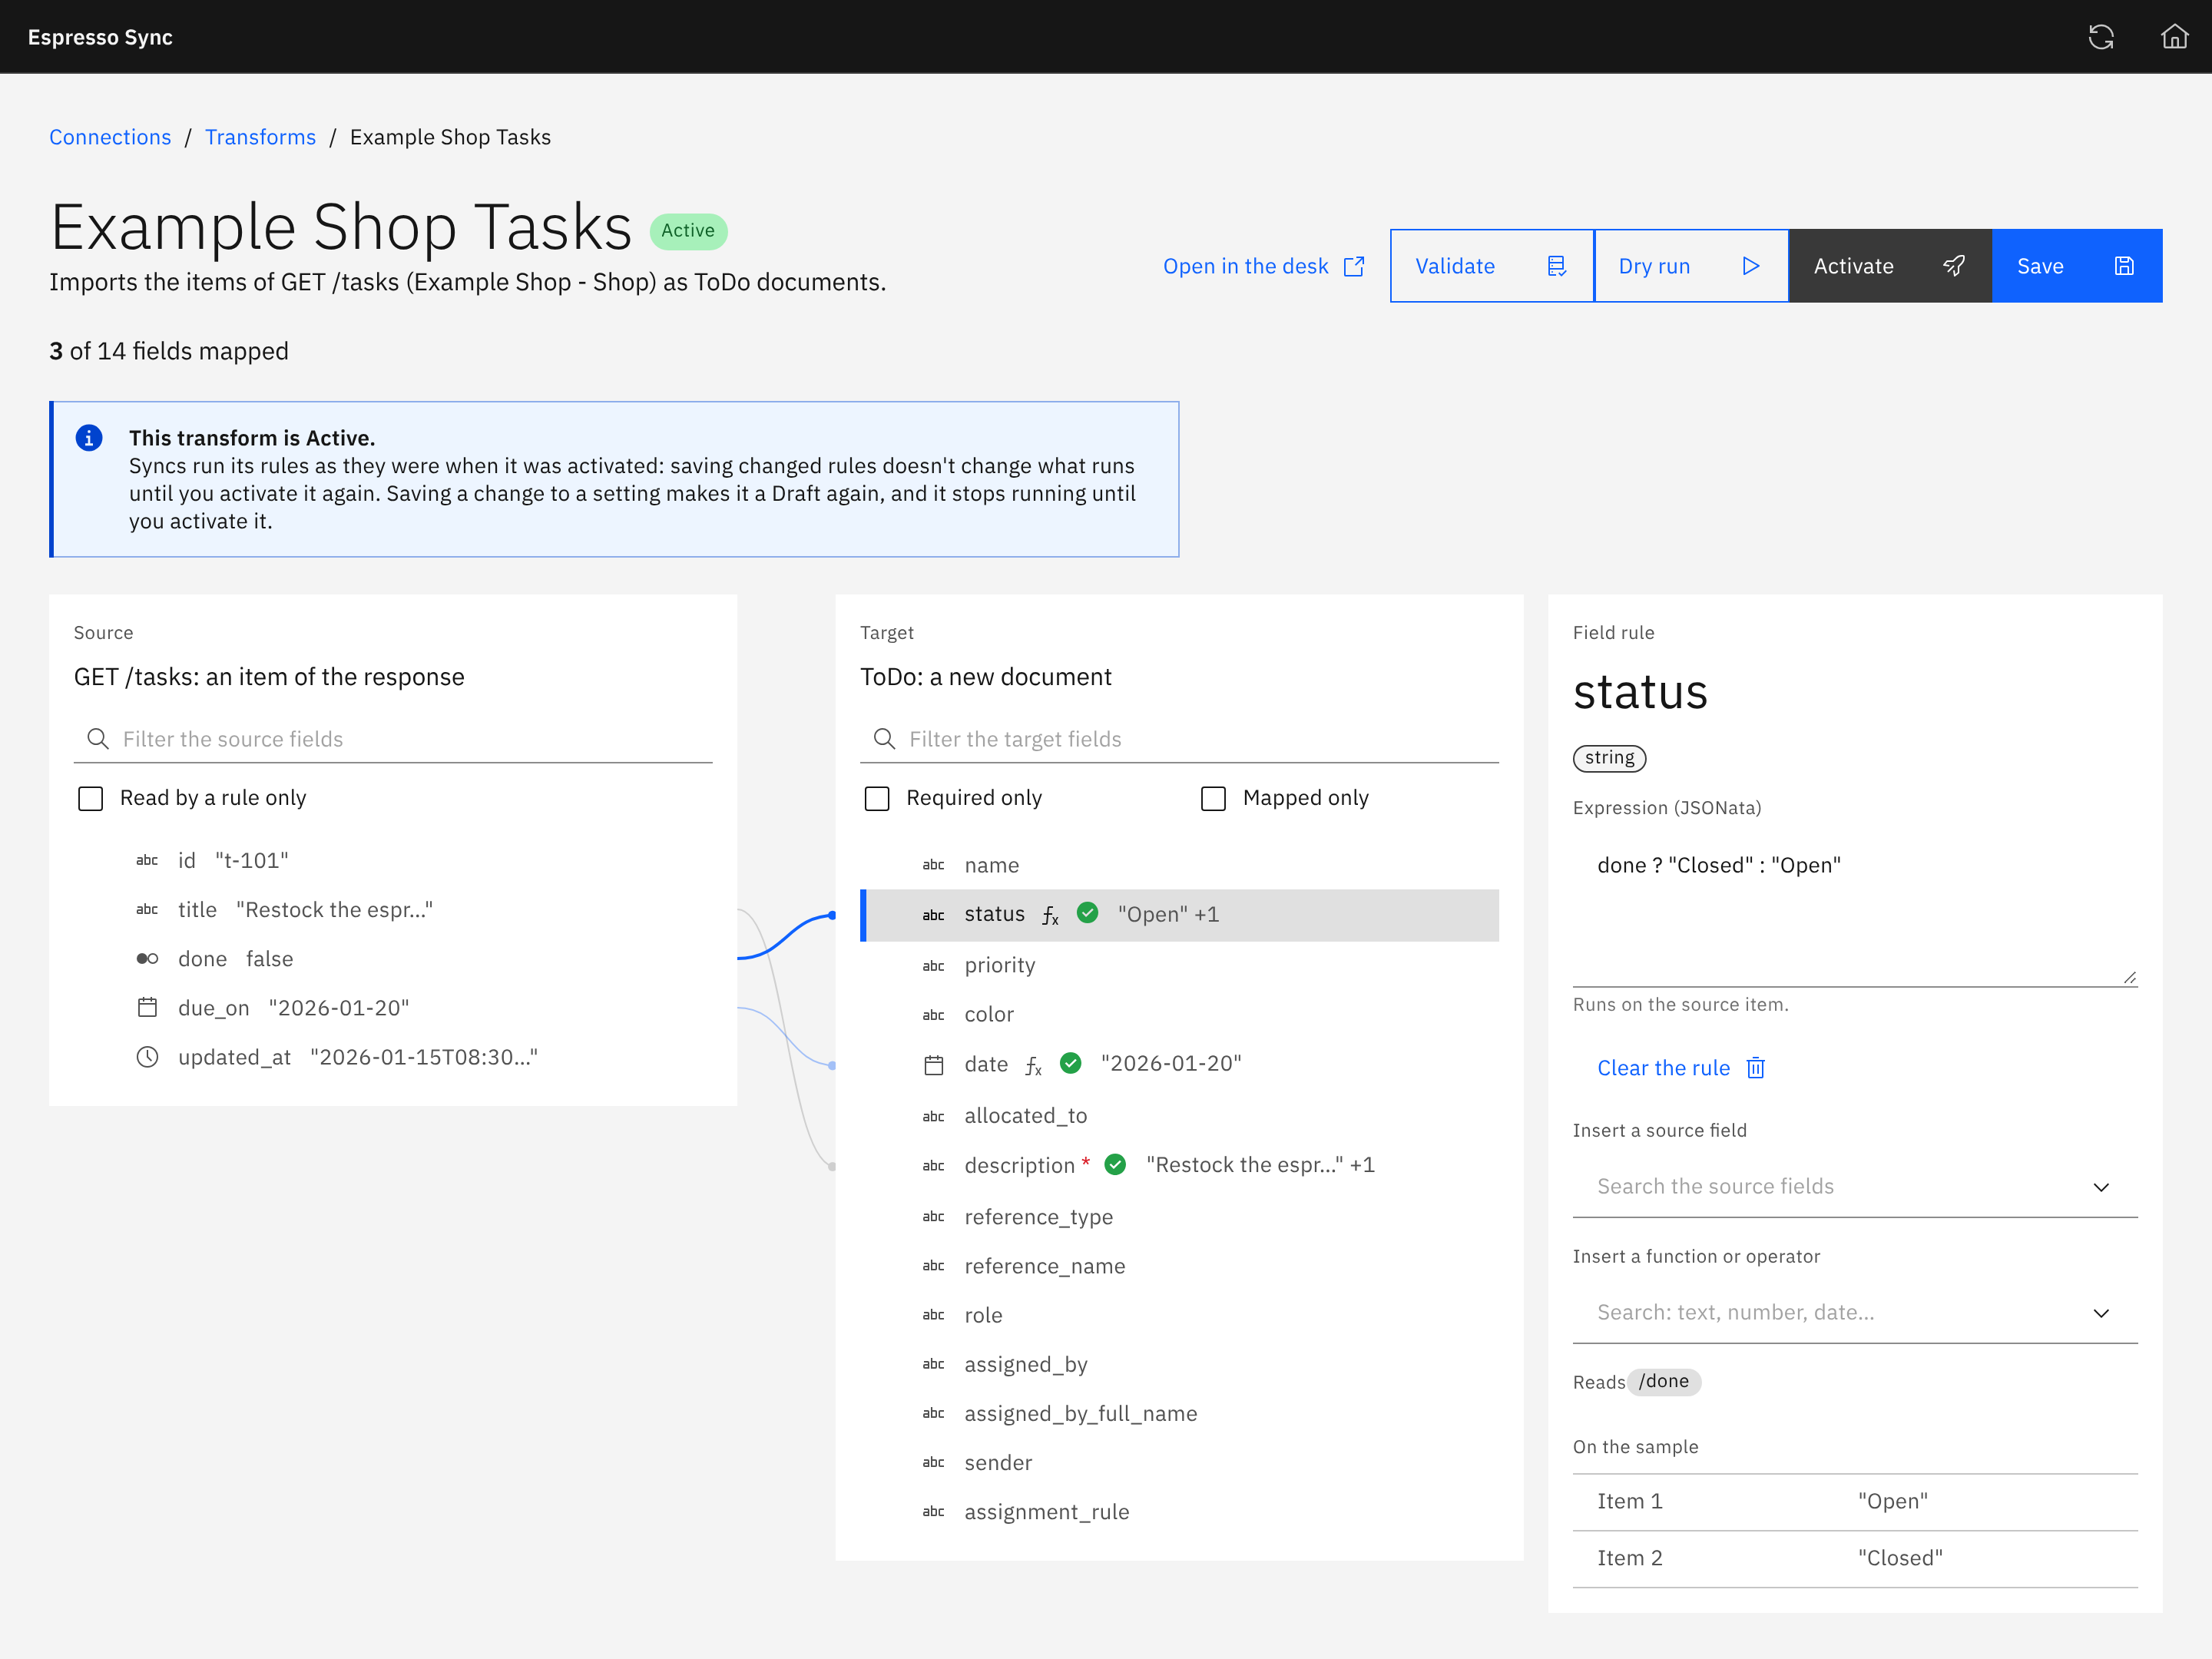 Espresso Sync
Connections / Transforms / Example Shop Tasks
Example Shop Tasks Active
Imports the items of GET /tasks (Example Shop - Shop) as ToDo documents.
Open in the desk
Validate
Dry run
Activate
Save
3 of 14 fields mapped
This transform is Active.
Syncs run its rules as they were when it was activated: saving changed rules doesn't change what runs
until you activate it again. Saving a change to a setting makes it a Draft again, and it stops running until
you activate it.
Source
GET /tasks: an item of the response
Filter the source fields
Read by a rule only
abc id "t-101"
abc title "Restock the espr..."
done false
due_on "2026-01-20"
updated_at "2026-01-15T08:30..."
Target
ToDo: a new document
Filter the target fields
Required only Mapped only
abc name
abc status fx "Open" +1
abc priority
abc color
date fx "2026-01-20"
abc allocated_to
abc description * "Restock the espr..." +1
abc reference_type
abc reference_name
abc role
abc assigned_by
abc assigned_by_full_name
abc sender
abc assignment_rule
Field rule
status
string
Expression (JSONata)
done ? "Closed" : "Open"
Runs on the source item.
Clear the rule
Insert a source field
Search the source fields
Insert a function or operator
Search: text, number, date...
Reads /done
On the sample
Item 1 "Open"
Item 2 "Closed"